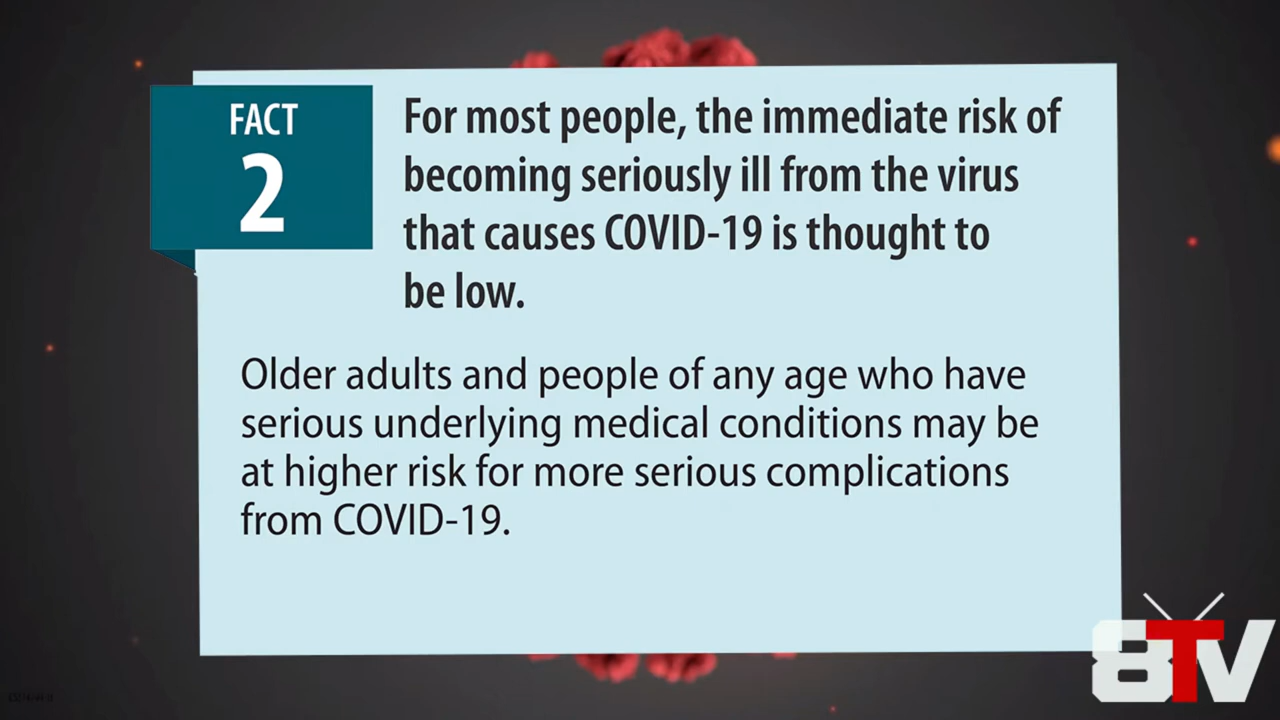 FACT
2
For most people, the immediate risk of
becoming seriously ill from the virus
that causes COVID-19 is thought to
be low.
Older adults and people of any age who have
serious underlying medical conditions may be
at higher risk for more serious complications
from COVID-19.
8TV